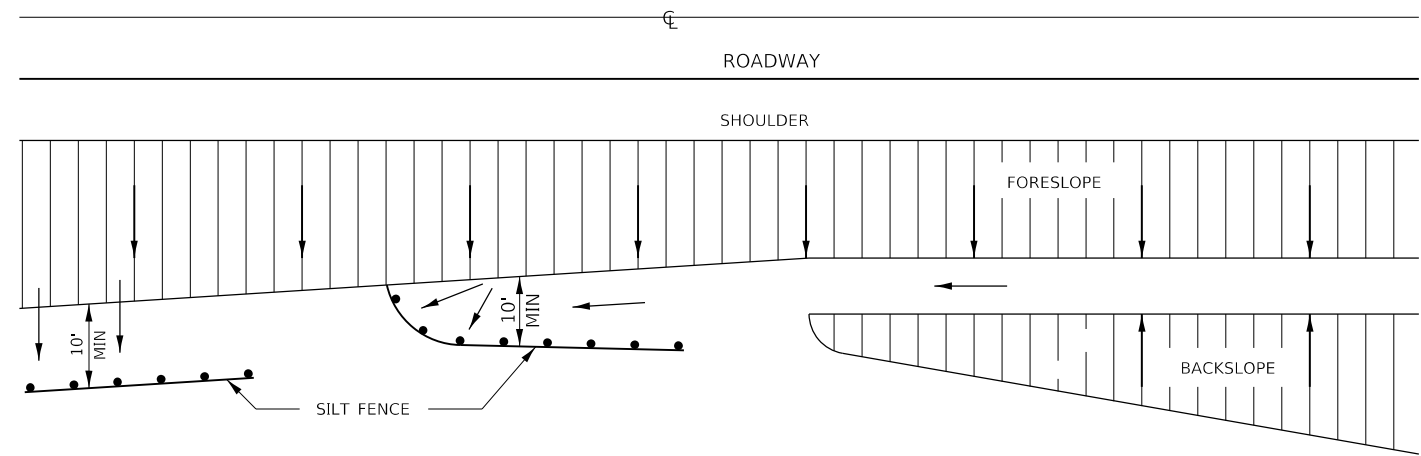 ℄
ROADWAY
SHOULDER
FORESLOPE
10'
MIN
10'
MIN
BACKSLOPE
SILT FENCE